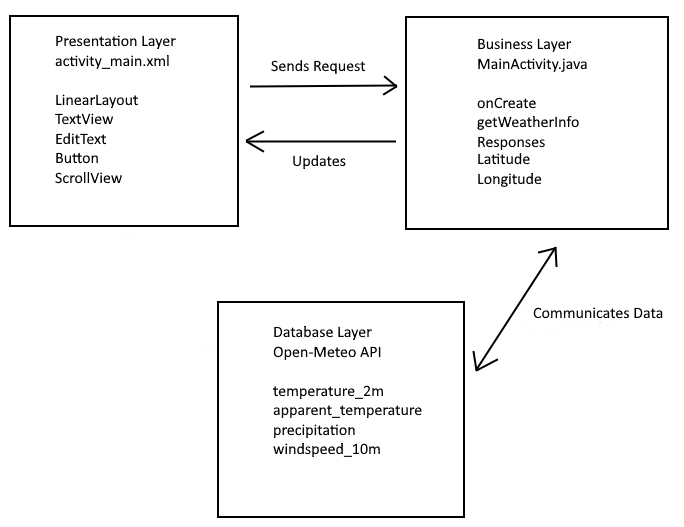 Presentation Layer
activity_main.xml
LinearLayout
TextView
EditText
Button
ScrollView
Sends Request
Updates
Business Layer
MainActivity.java
onCreate
getWeatherInfo
Responses
Latitude
Longitude
Communicates Data
Database Layer
Open-Meteo API
temperature_2m
apparent_temperature
precipitation
windspeed_10m